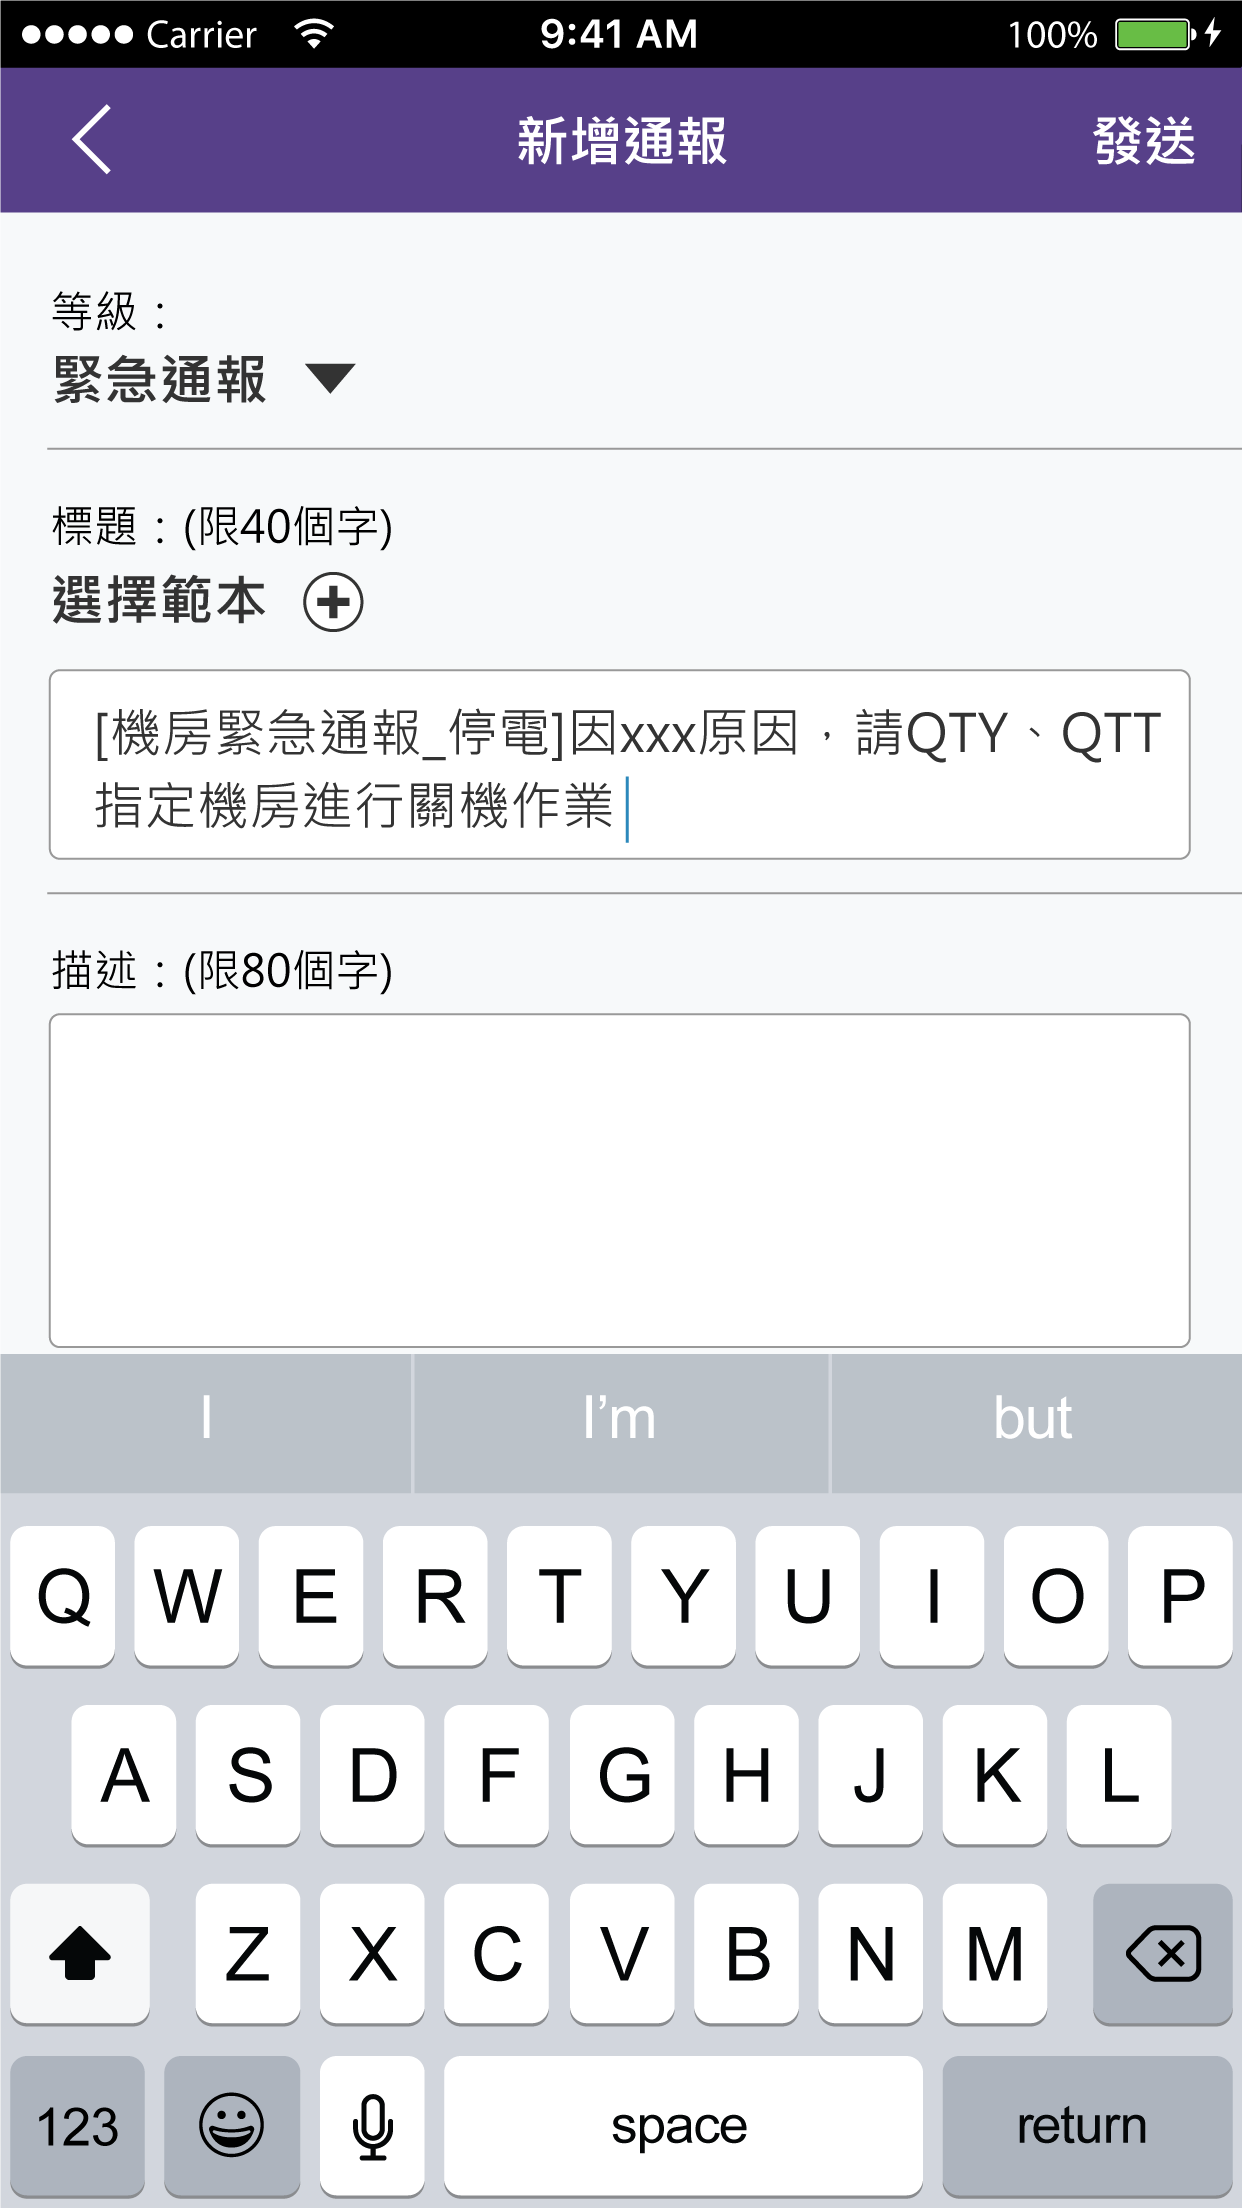 Carrier 9:41 AM 100%
新增通報 發送
等級：
緊急通報
標題：(限40個字)
選擇範本
[機房緊急通報_停電]因xxx原因，請QTY、QTT
指定機房進行關機作業
描述：(限80個字)
I I’m but
Q W E R T Y U I O P
A S D F G H J K L
Z X C V B N M
123 space return